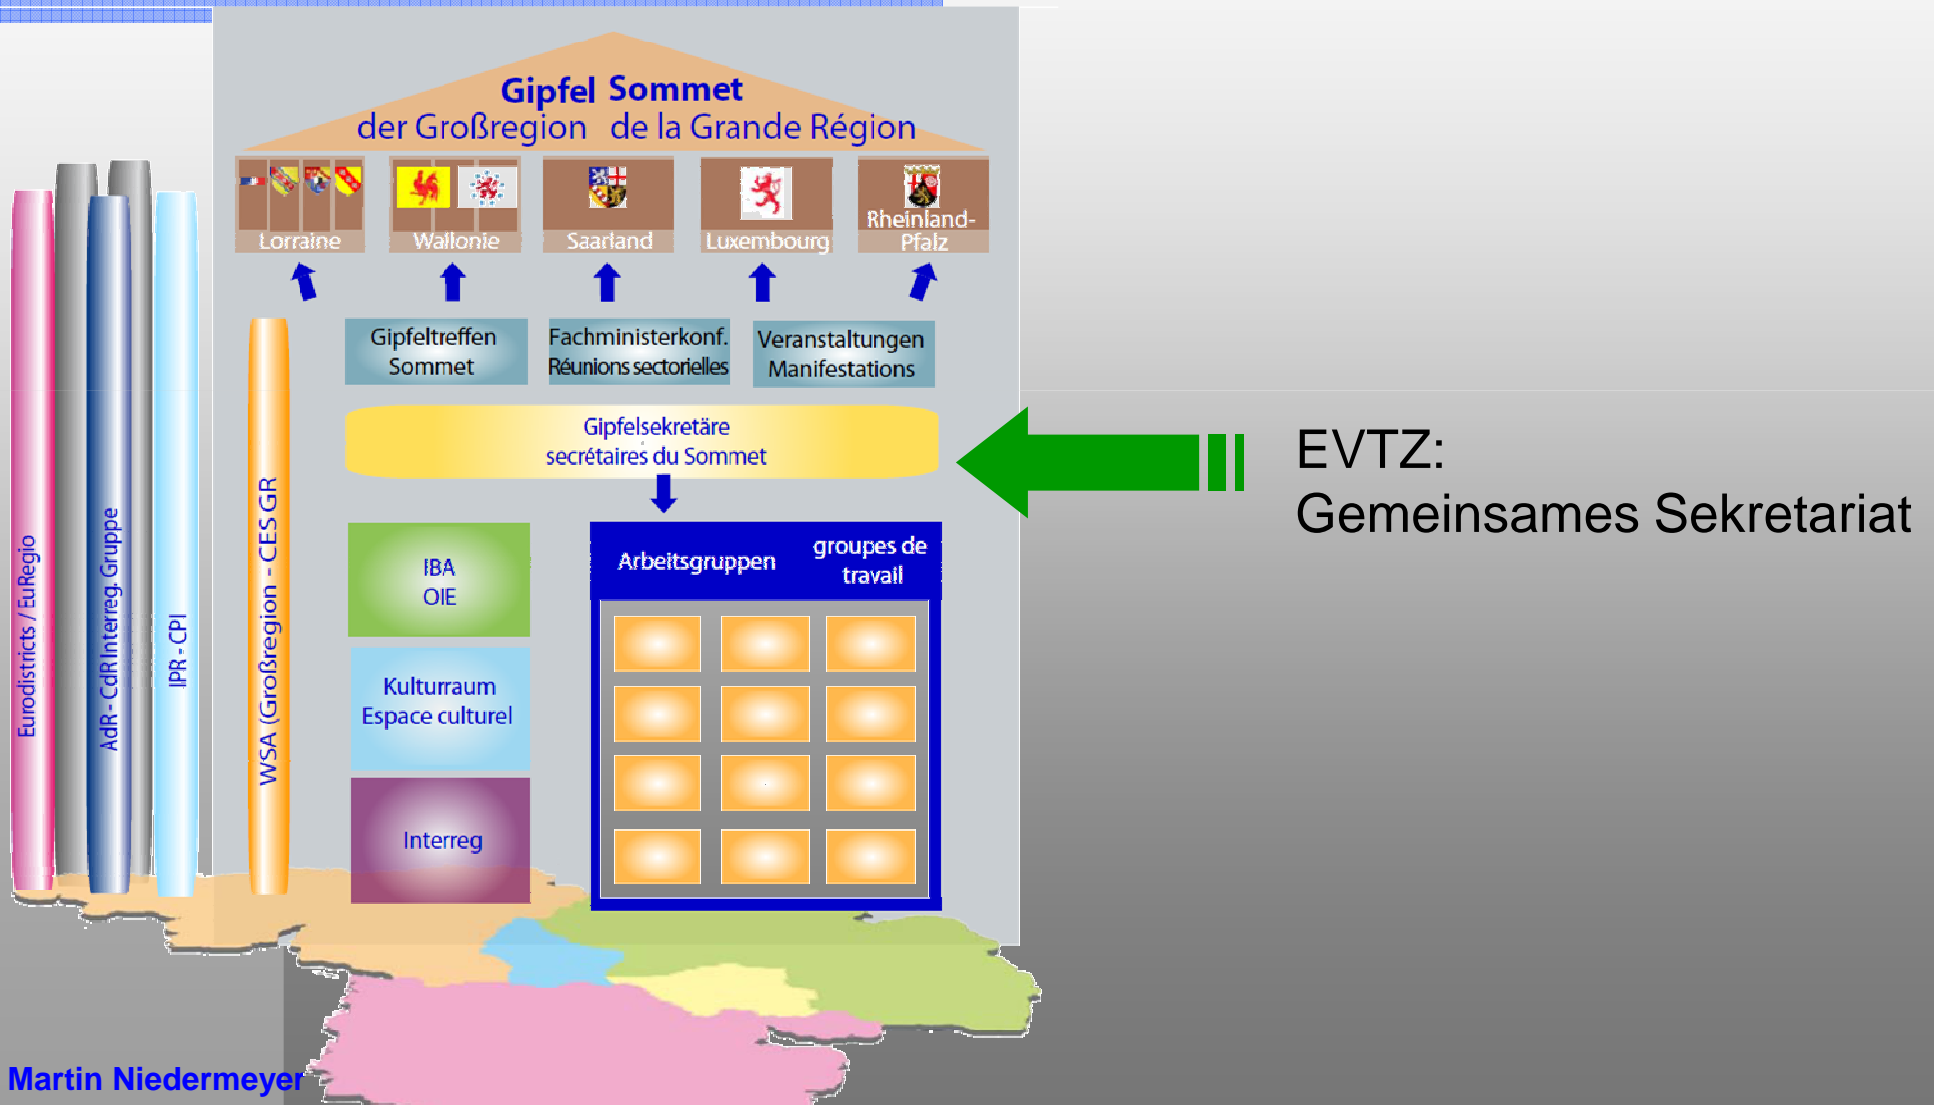 Gipfel Sommet
der Großregion de la Grande Région
Lorraine
Wallonie
Saarland
Luxembourg
Rheinland-
Pfalz
Gipfeltreffen
Sommet
Fachministerkonf.
Réunions sectorielles
Veranstaltungen
Manifestations
Gipfelsekretäre
secrétaires du Sommet
EVTZ:
Gemeinsames Sekretariat
Eurodistricts / EuRegio
AdR - CdR Interreg. Gruppe
IPR - CPI
WSA (Großregion - CES GR
IBA
OIE
Kulturraum
Espace culturel
Interreg
Arbeitsgruppen
groupes de
travail
Martin Niedermeyer